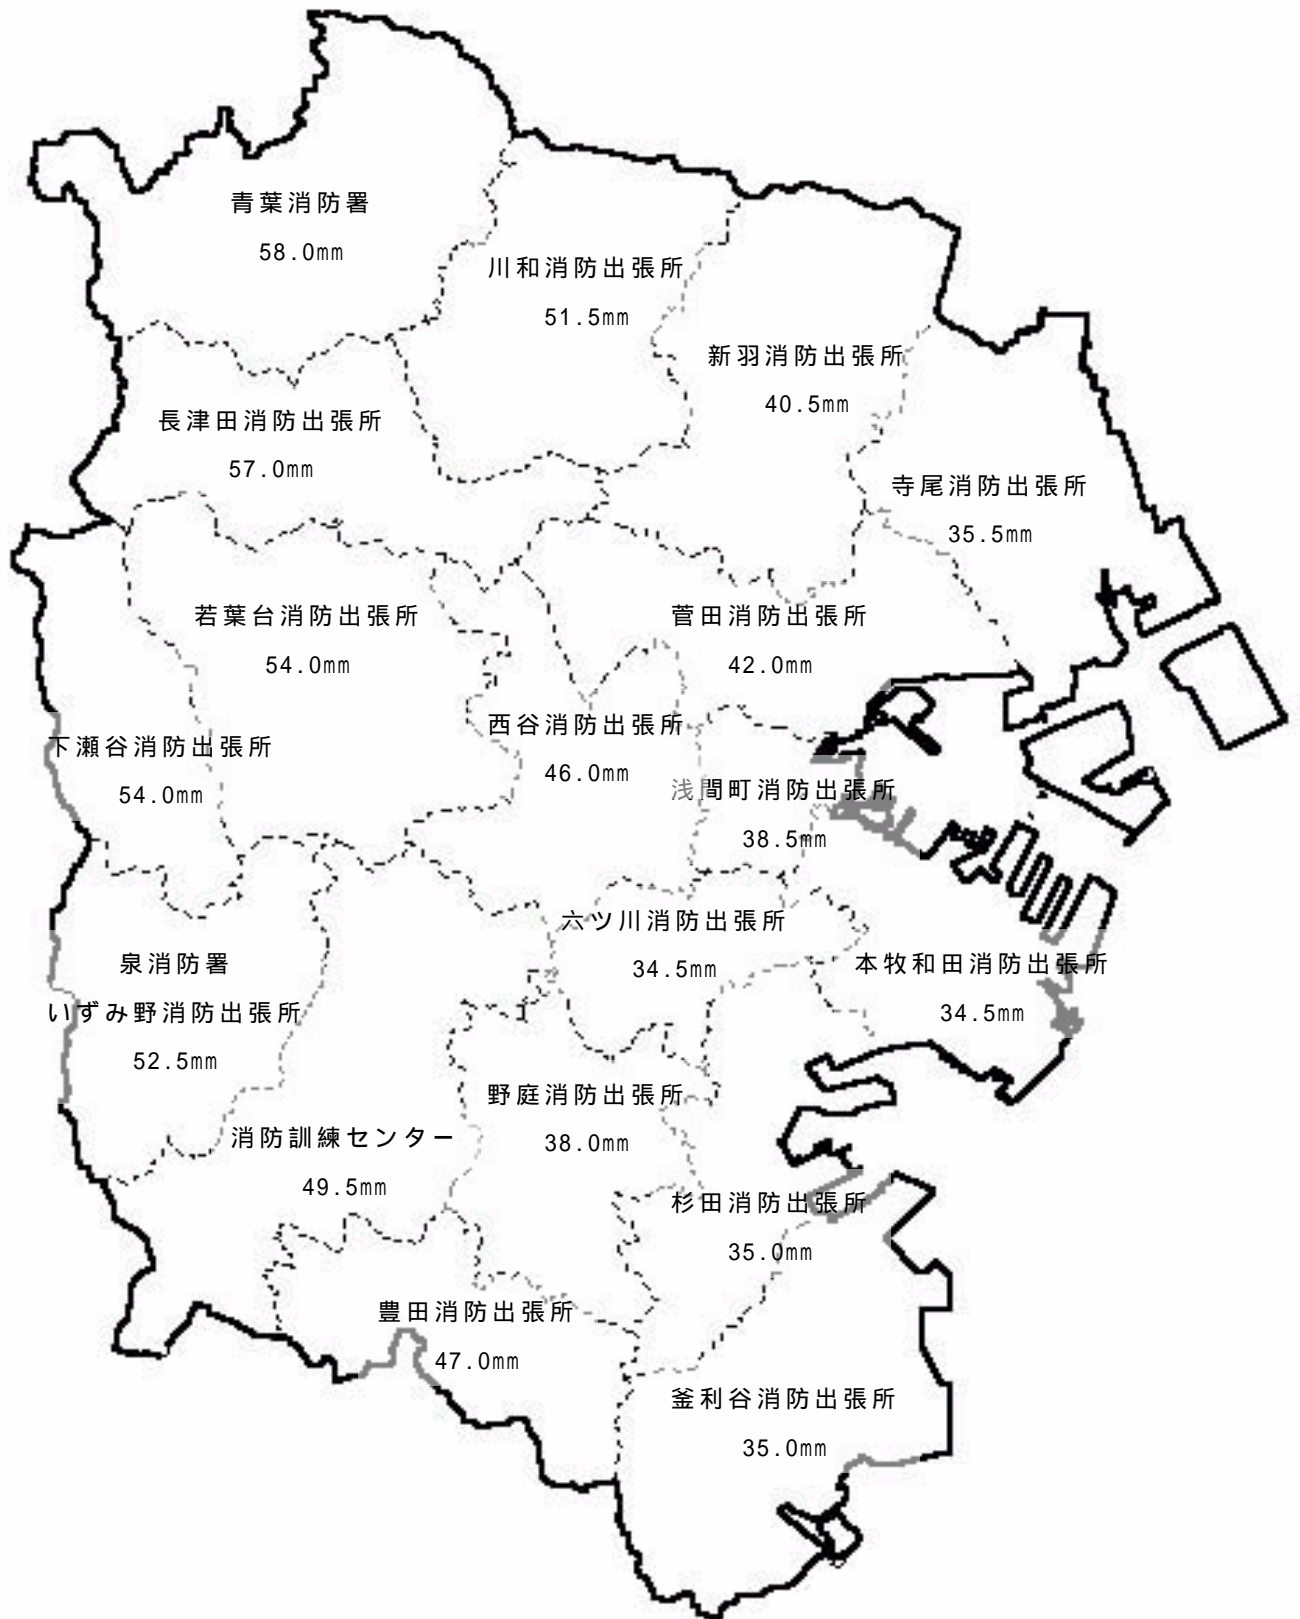 青葉消防署
58.0mm
川和消防出張所
51.5mm
新羽消防出張所
40.5mm
長津田消防出張所
57.0mm
寺尾消防出張所
35.5mm
若葉台消防出張所
54.0mm
菅田消防出張所
42.0mm
西谷消防出張所
46.0mm
下瀬谷消防出張所
54.0mm
浅間町消防出張所
38.5mm
六ツ川消防出張所
34.5mm
本牧和田消防出張所
34.5mm
泉消防署
いずみ野消防出張所
52.5mm
野庭消防出張所
38.0mm
消防訓練センター
49.5mm
杉田消防出張所
35.0mm
豊田消防出張所
47.0mm
釜利谷消防出張所
35.0mm